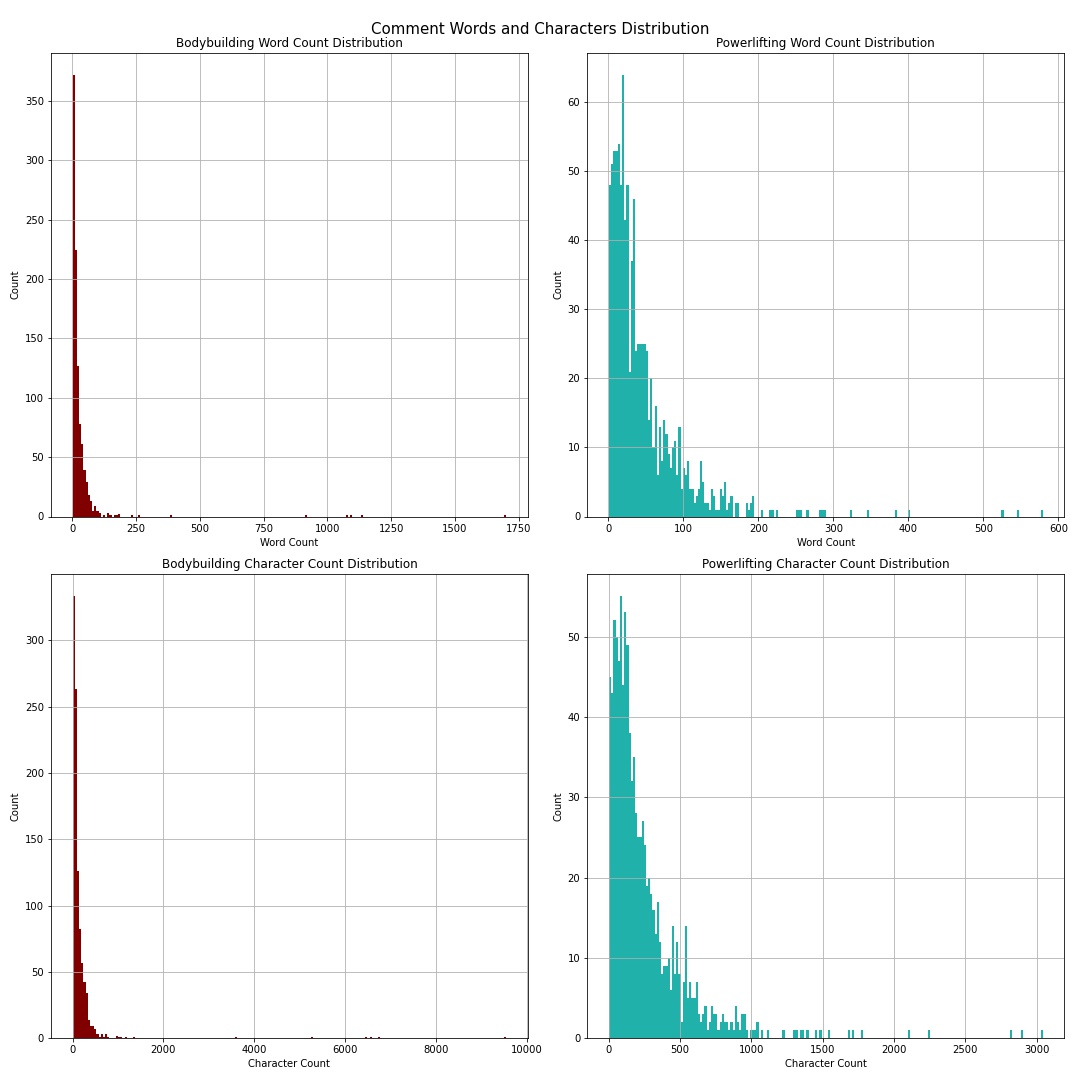 Comment Words and Characters Distribution
Bodybuilding Word Count Distribution
350
300
250
200
150
100
50
0
Count
0 250 500 750 1000 1250 1500 1750
Word Count
Powerlifting Word Count Distribution
60
50
40
30
20
10
0
Count
0 100 200 300 400 500 600
Word Count
Bodybuilding Character Count Distribution
300
250
200
150
100
50
0
Count
0 2000 4000 6000 8000 10000
Character Count
Powerlifting Character Count Distribution
50
40
30
20
10
0
Count
0 500 1000 1500 2000 2500 3000
Character Count